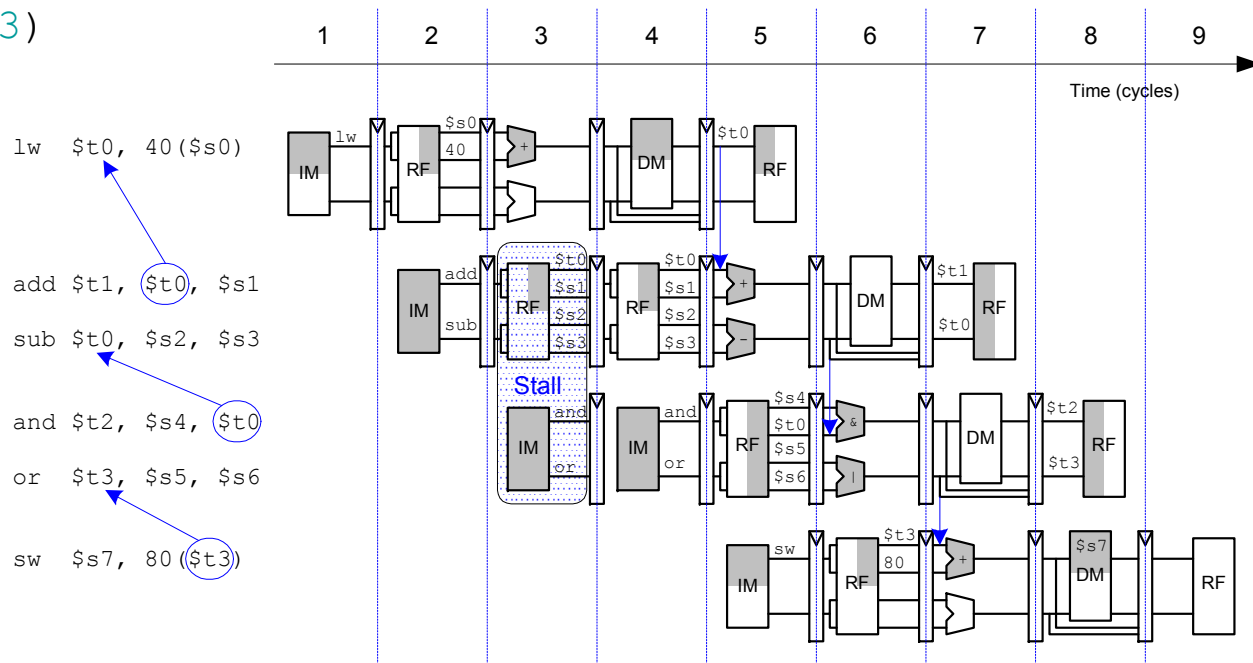 3)
1 2 3 4 5 6 7 8 9
Time (cycles)
lw $t0, 40($s0)
IM lw RF $s0 40 + DM $t0 RF
add $t1, $t0, $s1
sub $t0, $s2, $s3
IM add sub RF $t0 $s1 $s2 $s3 RF $t0 $s1 $s2 $s3 + - DM $t1 $t0 RF
Stall
and $t2, $s4, $t0
or $t3, $s5, $s6
IM and or IM and or RF $s4 $t0 $s5 $s6 & | DM $t2 $t3 RF
sw $s7, 80($t3)
IM sw RF $t3 80 + $s7 DM RF